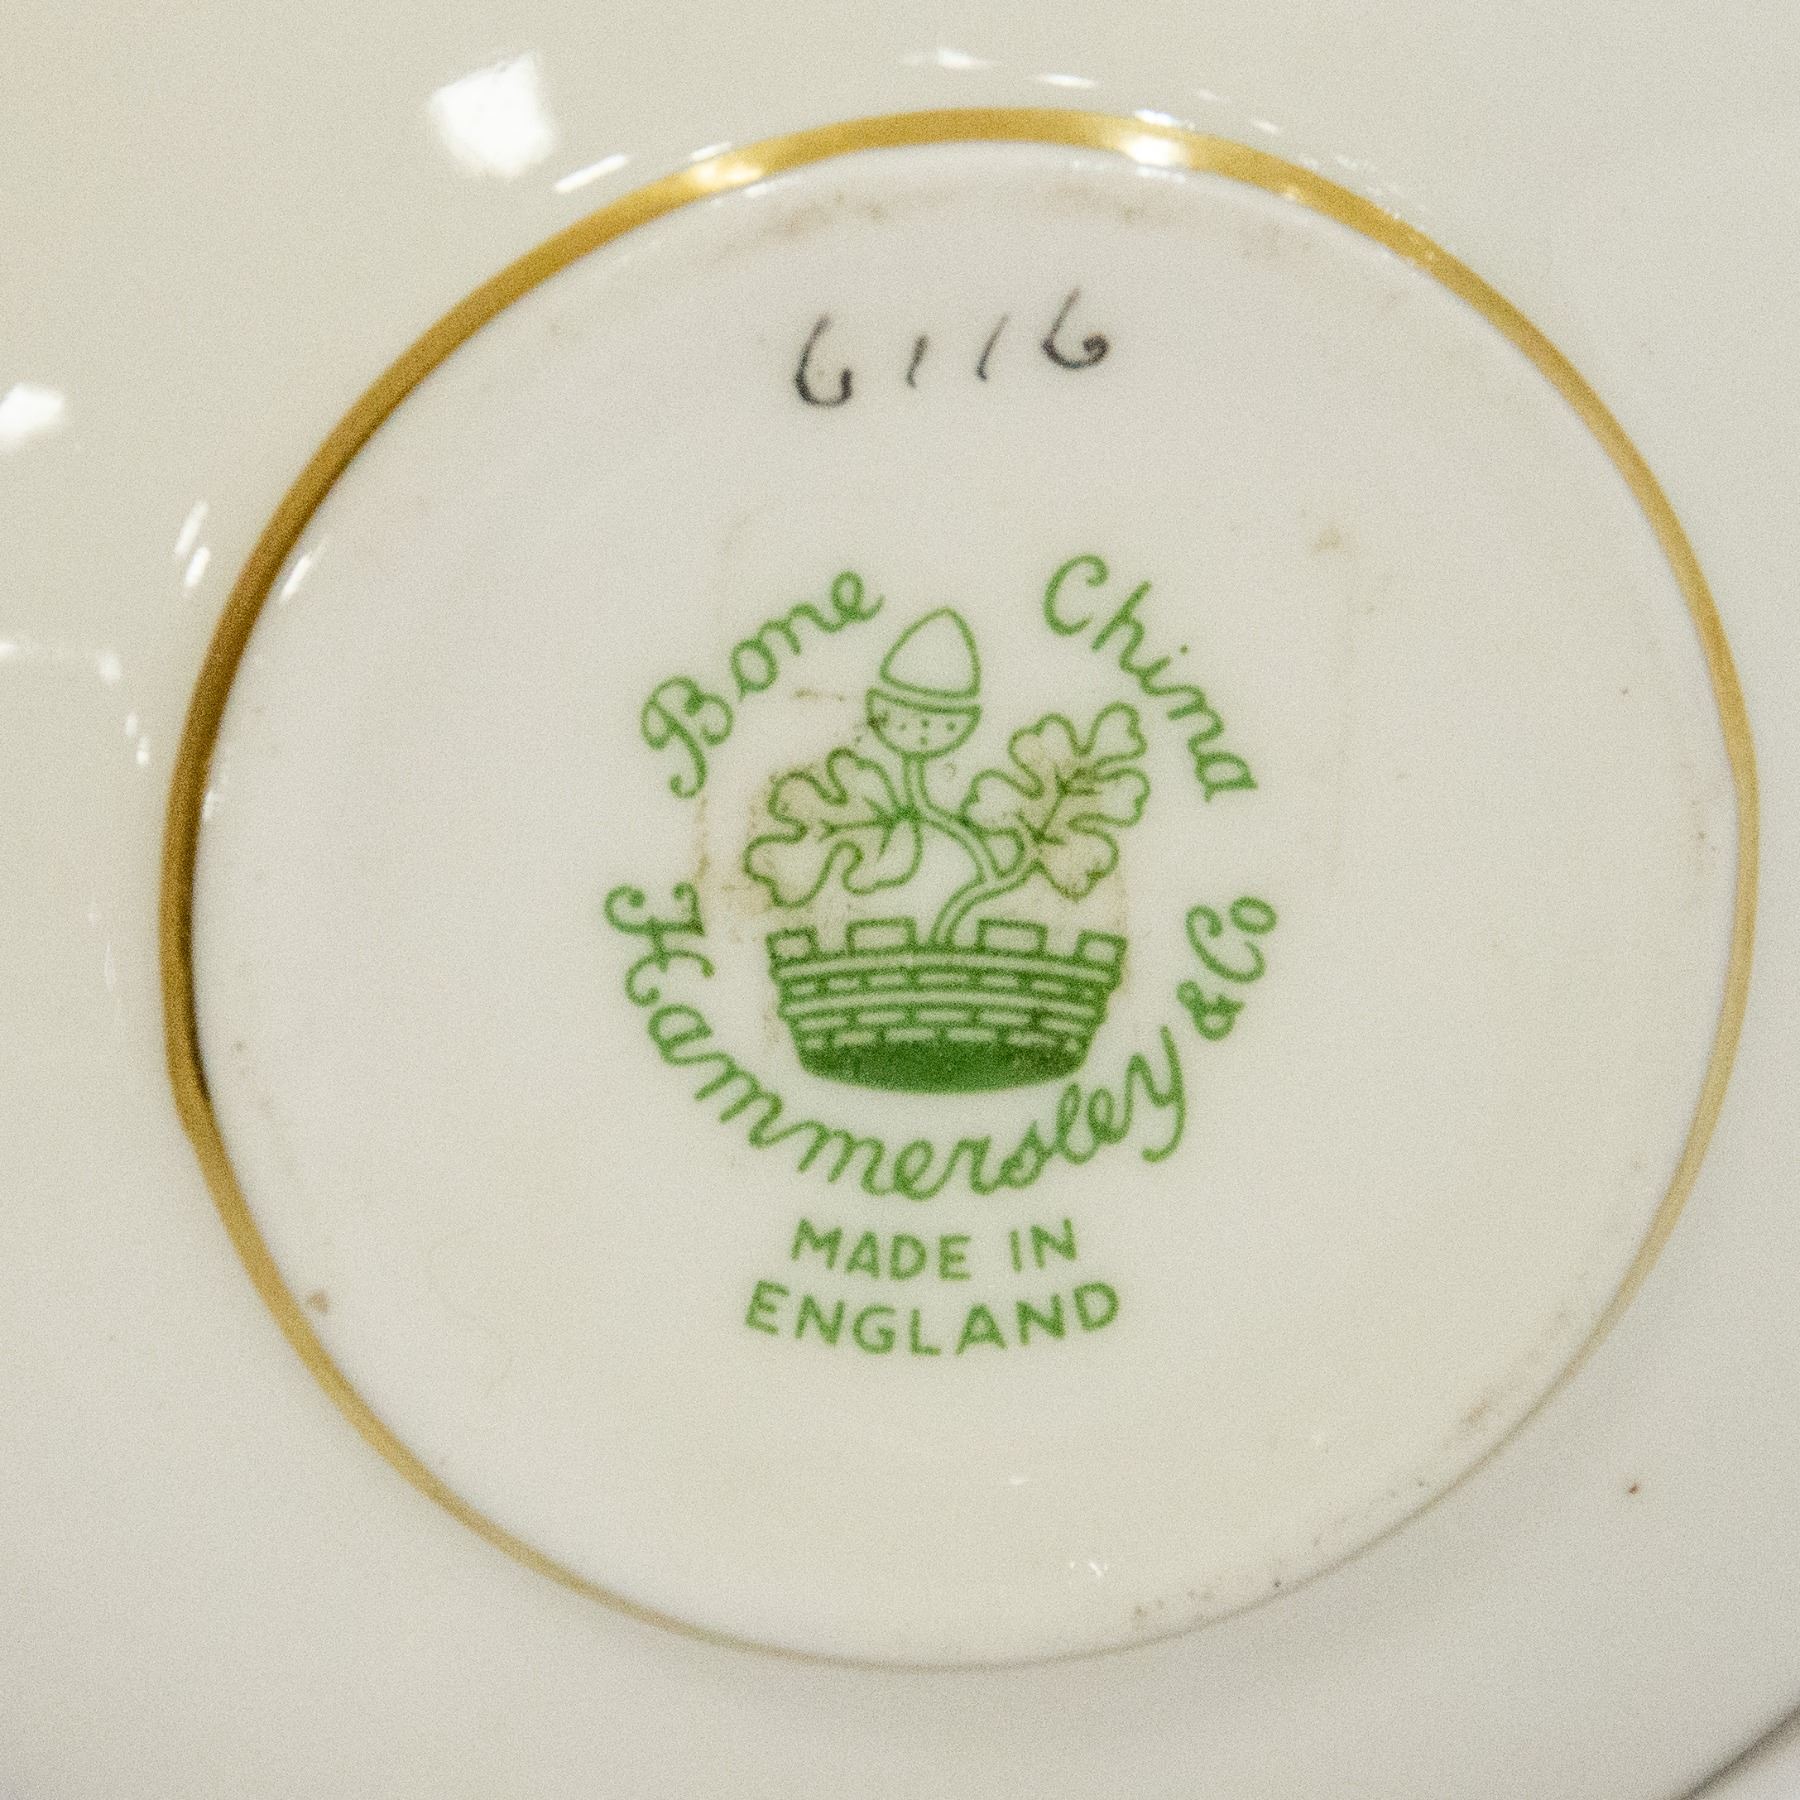 6116
Bone China
Hammersley & Co
MADE IN
ENGLAND